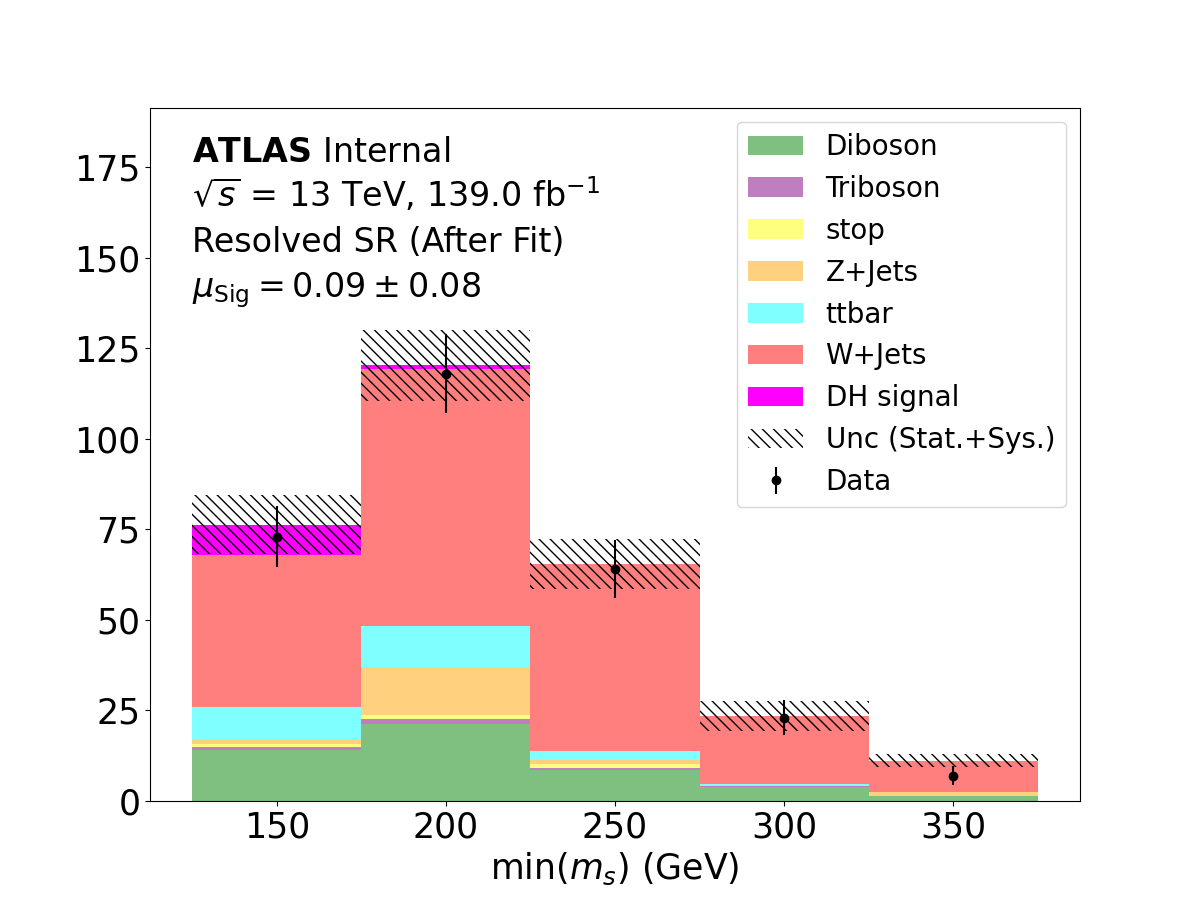 ATLAS Internal
√s = 13 TeV, 139.0 fb⁻¹
Resolved SR (After Fit)
μSig = 0.09 ± 0.08
Diboson
Triboson
stop
Z+Jets
ttbar
W+Jets
DH signal
Unc (Stat.+Sys.)
Data
175
150
125
100
75
50
25
0
150 200 250 300 350
min(mₛ) (GeV)